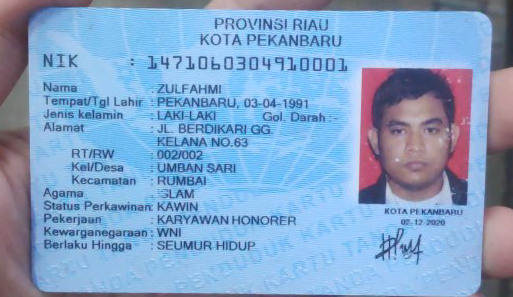 PROVINSI RIAU
KOTA PEKANBARU
NIK : 1471060304910001
Nama : ZULFAHMI
Tempat/Tgl Lahir : PEKANBARU, 03-04-1991
Jenis kelamin : LAKI-LAKI Gol. Darah :-
Alamat : JL. BERDIKARI GG.
KELANA NO.63
RT/RW : 002/002
Kel/Desa : UMBAN SARI
Kecamatan : RUMBAI
Agama : ISLAM
Status Perkawinan: KAWIN
Pekerjaan : KARYAWAN HONORER
Kewarganegaraan : WNI
Berlaku Hingga : SEUMUR HIDUP
KOTA PEKANBARU
02-12-2020